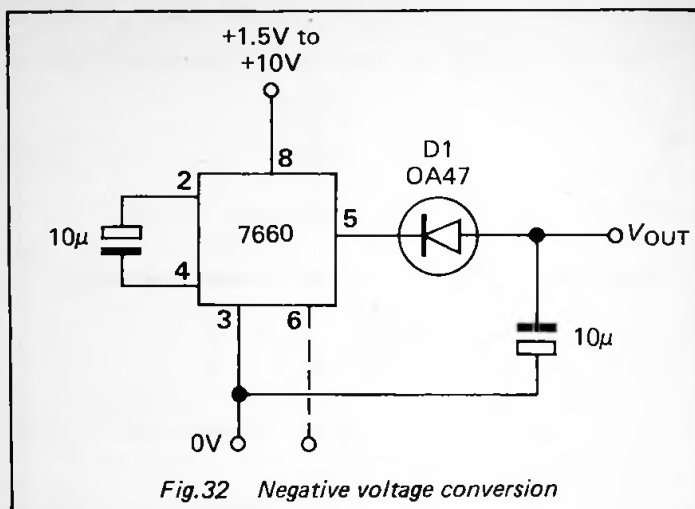 +1.5V to
+10V
8
D1
OA47
2
10μ
7660
5
VOUT
4
3
6
10μ
0V
Fig.32 Negative voltage conversion